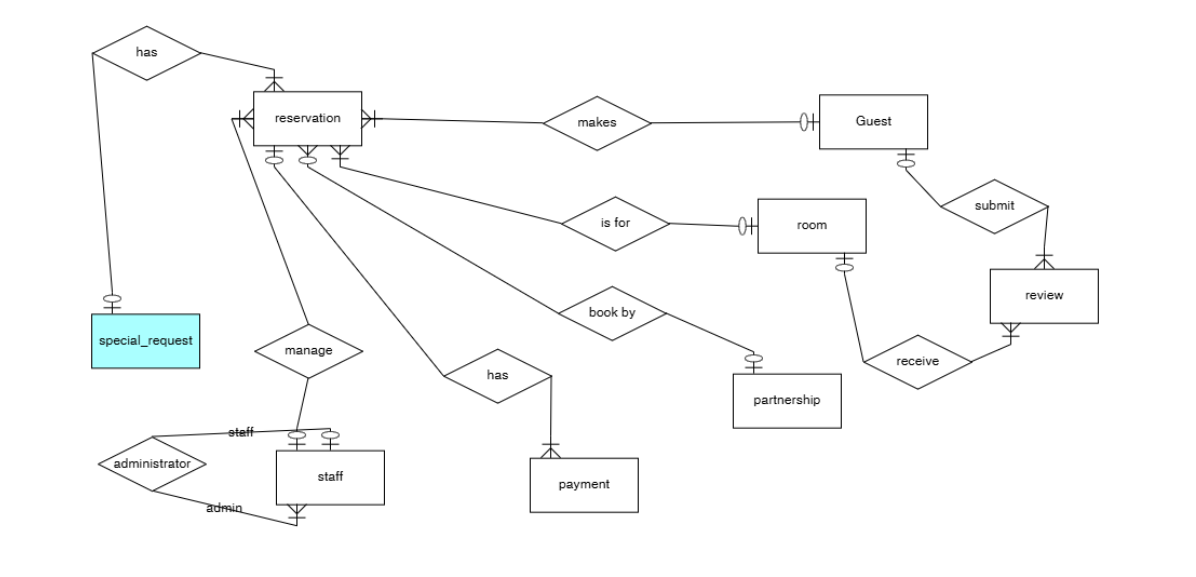 has
reservation
makes
Guest
submit
is for
room
review
book by
special_request
manage
receive
has
partnership
staff
administrator
staff
payment
admin